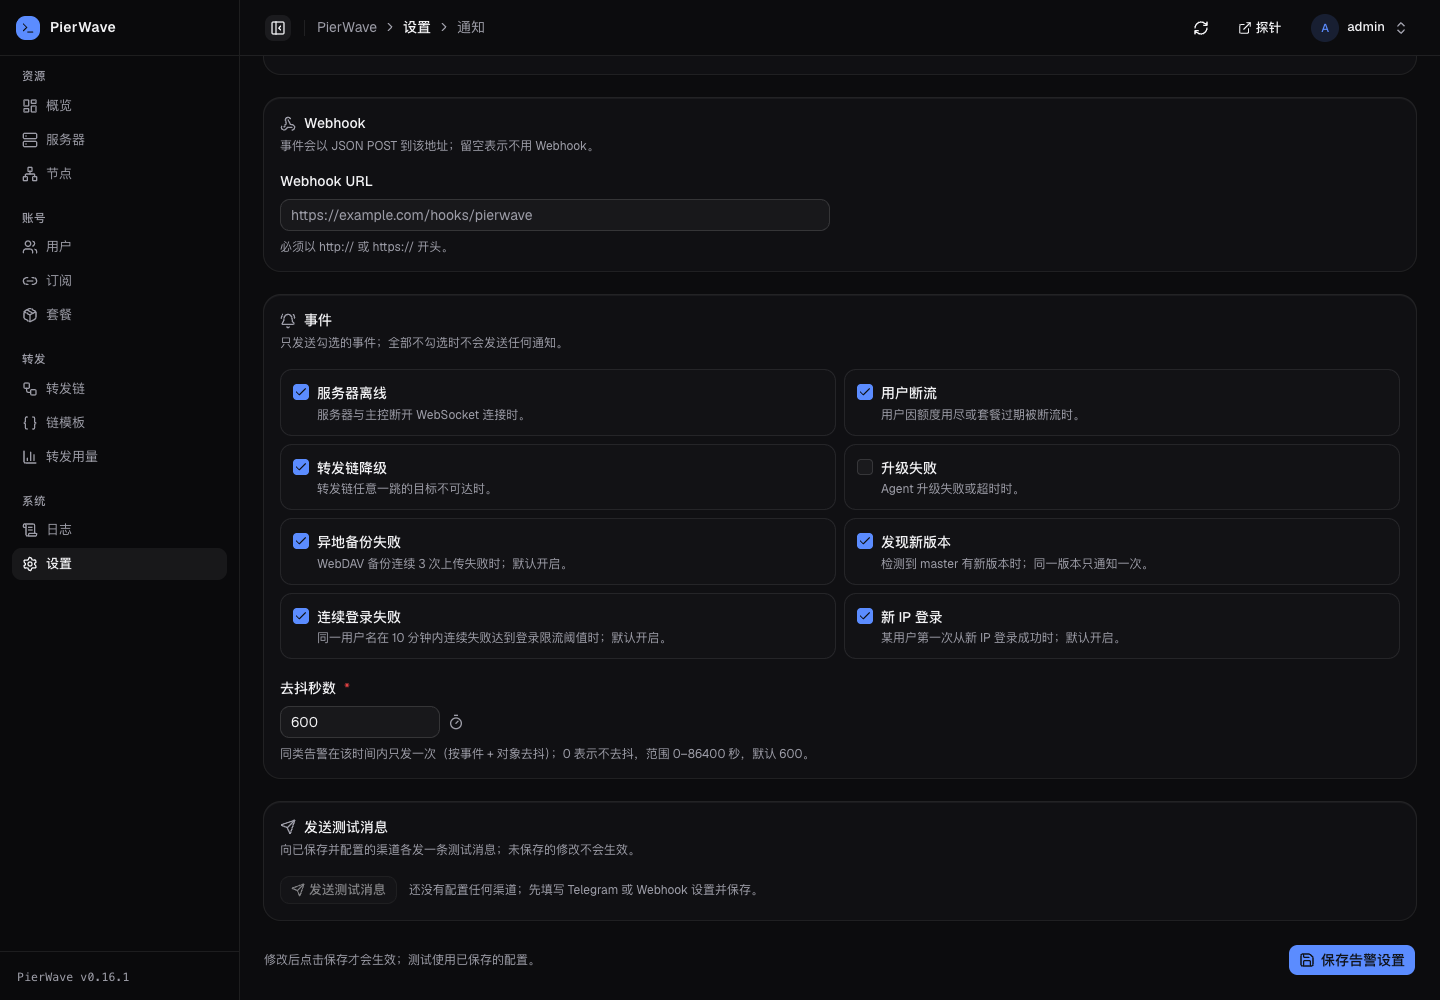 PierWave
PierWave
设置
通知
探针
A
admin
资源
概览
服务器
节点
账号
用户
订阅
套餐
转发
转发链
链模板
转发用量
系统
日志
设置
PierWave v0.16.1
Webhook
事件会以 JSON POST 到该地址；留空表示不用 Webhook。
Webhook URL
https://example.com/hooks/pierwave
必须以 http:// 或 https:// 开头。
事件
只发送勾选的事件；全部不勾选时不会发送任何通知。
服务器离线
服务器与主控断开 WebSocket 连接时。
用户断流
用户因额度用尽或套餐过期被断流时。
转发链降级
转发链任意一跳的目标不可达时。
升级失败
Agent 升级失败或超时时。
异地备份失败
WebDAV 备份连续 3 次上传失败时；默认开启。
发现新版本
检测到 master 有新版本时；同一版本只通知一次。
连续登录失败
同一用户名在 10 分钟内连续失败达到登录限流阈值时；默认开启。
新 IP 登录
某用户第一次从新 IP 登录成功时；默认开启。
去抖秒数 *
600
同类告警在该时间内只发一次（按事件 + 对象去抖）；0 表示不去抖，范围 0–86400 秒，默认 600。
发送测试消息
向已保存并配置的渠道各发一条测试消息；未保存的修改不会生效。
发送测试消息
还没有配置任何渠道；先填写 Telegram 或 Webhook 设置并保存。
修改后点击保存才会生效；测试使用已保存的配置。
保存告警设置